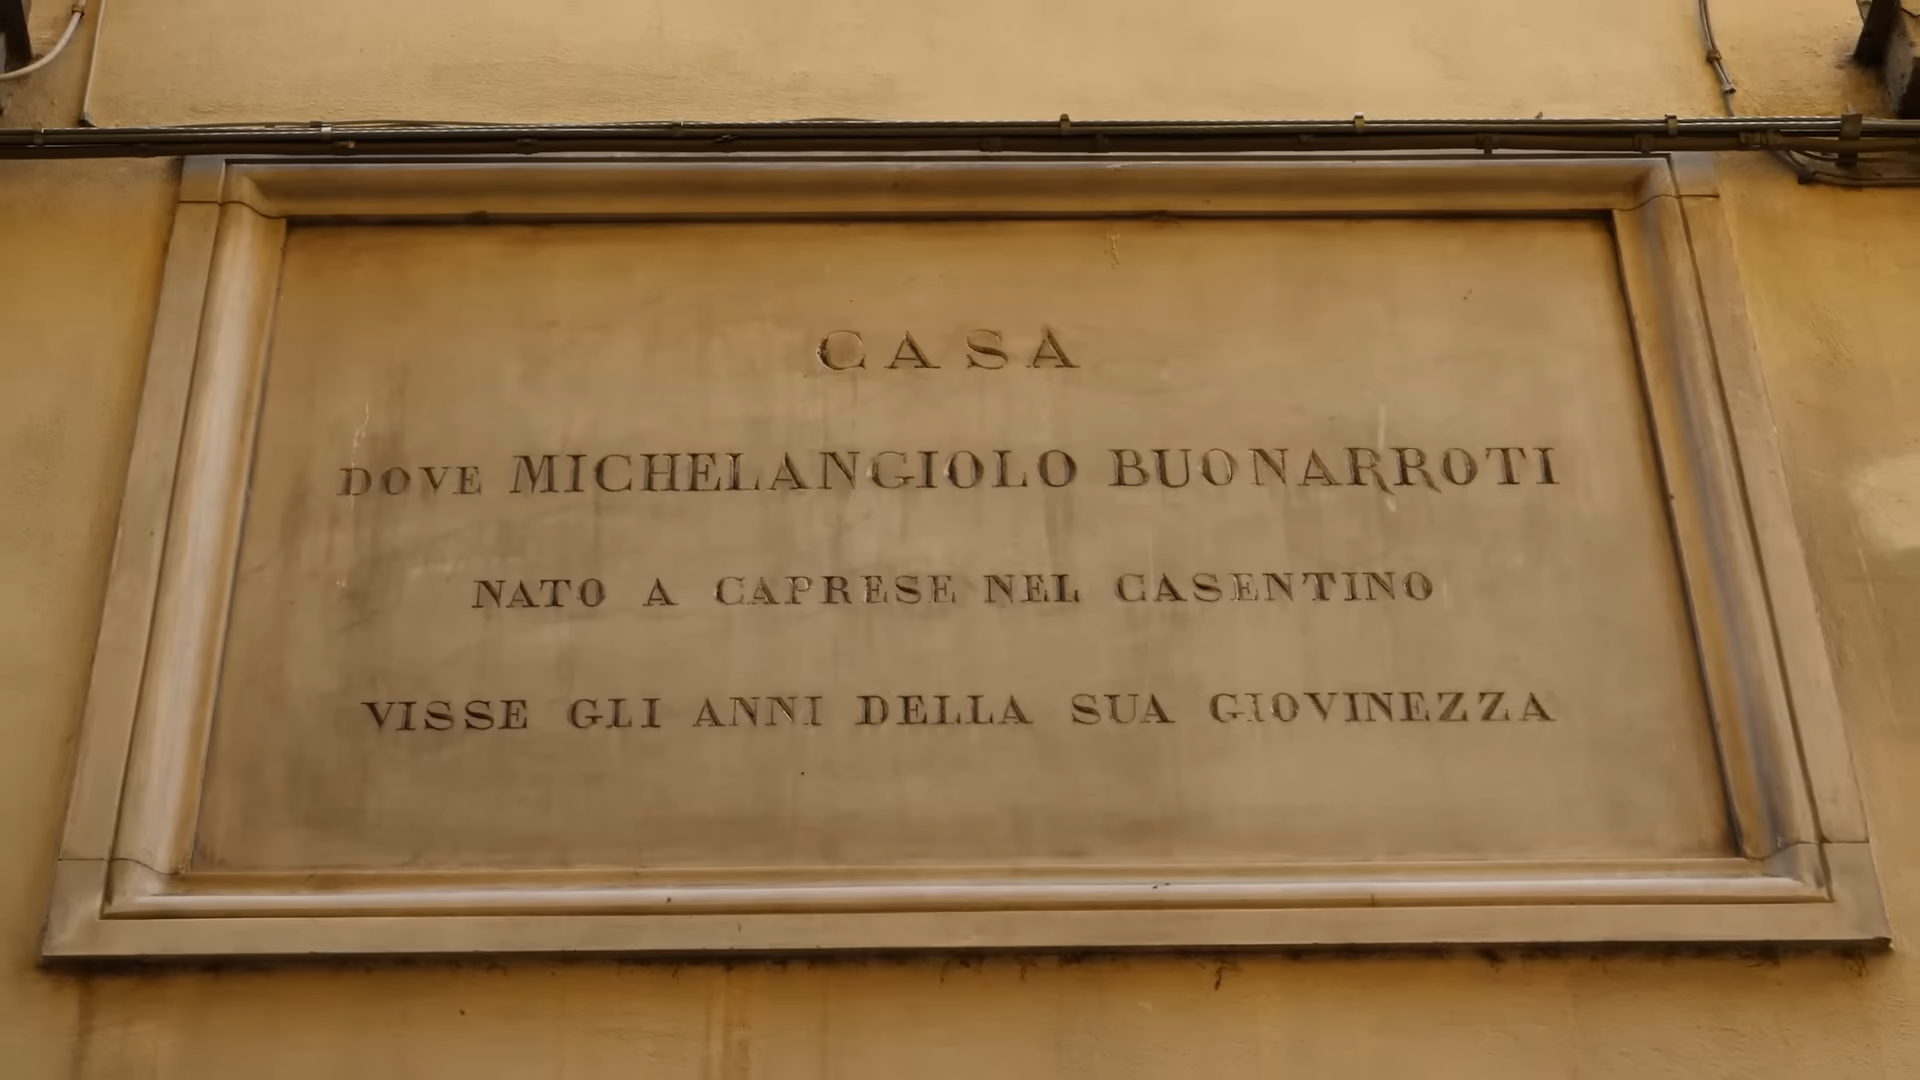 CASA
DOVE MICHELANGIOLO BUONARROTI
NATO A CAPRESE NEL CASENTINO
VISSE GLI ANNI DELLA SUA GIOVINEZZA